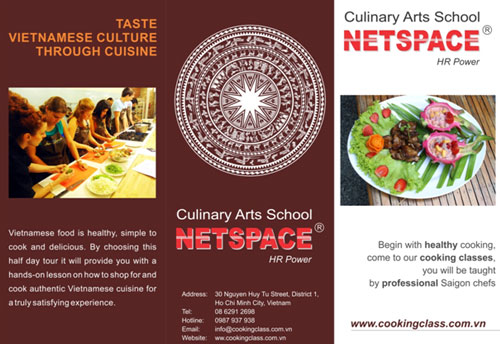 TASTE
VIETNAMESE CULTURE
THROUGH CUISINE
Vietnamese food is healthy, simple to
cook and delicious. By choosing this
half day tour it will provide you with a
hands-on lesson on how to shop for and
cook authentic Vietnamese cuisine for
a truly satisfying experience.
Culinary Arts School
NETSPACE®
HR Power
Address: 30 Nguyen Huy Tu Street, District 1,
Ho Chi Minh City, Vietnam
Tel: 08 6291 2698
Hotline: 0987 937 938
Email: info@cookingclass.com.vn
Website: ww.cookingclass.com.vn
Culinary Arts School
NETSPACE®
HR Power
Begin with healthy cooking,
come to our cooking classes,
you will be taught
by professional Saigon chefs
www.cookingclass.com.vn